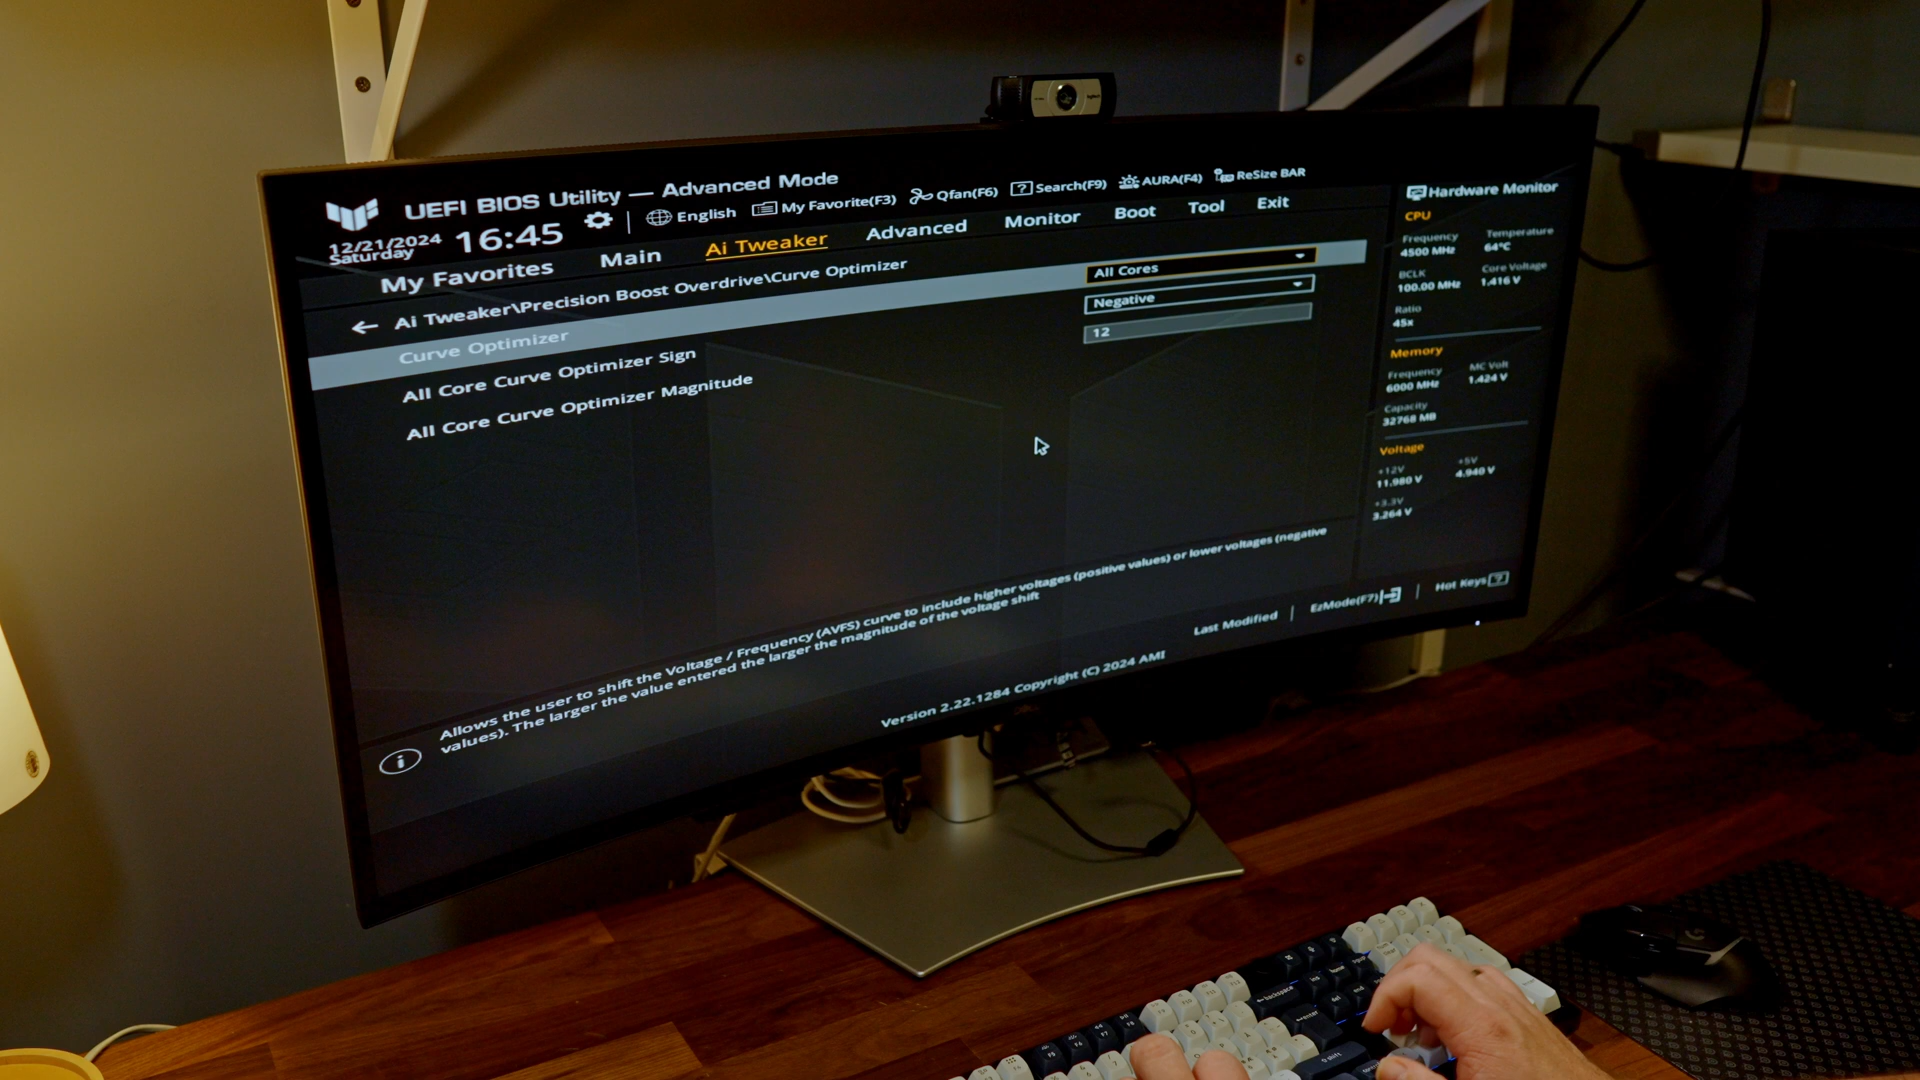 UEFI BIOS Utility — Advanced Mode
12/21/2024
Saturday
16:45
English
My Favorite(F3)
Qfan(F6)
Search(F9)
AURA(F4)
ReSize BAR
My Favorites
Main
Ai Tweaker
Advanced
Monitor
Boot
Tool
Exit
Ai Tweaker\Precision Boost Overdrive\Curve Optimizer
Curve Optimizer
All Cores
All Core Curve Optimizer Sign
Negative
All Core Curve Optimizer Magnitude
12
Hardware Monitor
CPU
Frequency Temperature
4500 MHz 64°C
BCLK Core Voltage
100.00 MHz 1.416 V
Ratio
45x
Memory
Frequency MC Volt
6000 MHz 1.424 V
Capacity
32768 MB
Voltage
+12V +5V
11.980 V 4.940 V
+3.3V
3.264 V
Allows the user to shift the Voltage / Frequency (AVFS) curve to include higher voltages (positive values) or lower voltages (negative
values). The larger the value entered the larger the magnitude of the voltage shift
Last Modified
EzMode(F7)
Hot Keys ?
Version 2.22.1284 Copyright (C) 2024 AMI
backspace